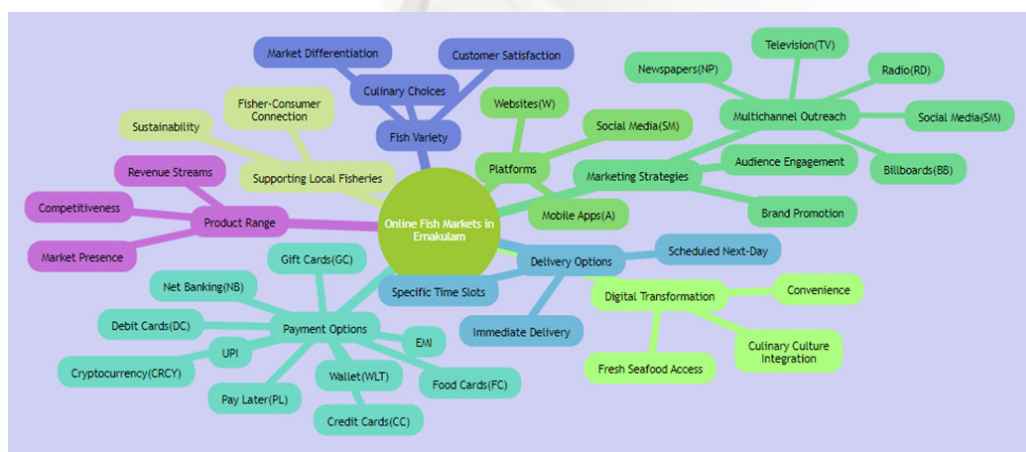 Television(TV)
Market Differentiation
Customer Satisfaction
Newspapers(NP)
Radio(RD)
Culinary Choices
Fisher-Consumer
Connection
Websites(W)
Multichannel Outreach
Social Media(SM)
Sustainability
Social Media(SM)
Fish Variety
Audience Engagement
Revenue Streams
Supporting Local Fisheries
Platforms
Marketing Strategies
Billboards(BB)
Competitiveness
Product Range
Online Fish Markets in
Ernakulam
Mobile Apps(A)
Brand Promotion
Market Presence
Gift Cards(GC)
Delivery Options
Scheduled Next-Day
Net Banking(NB)
Specific Time Slots
Digital Transformation
Convenience
Debit Cards(DC)
Payment Options
Immediate Delivery
UPI
EMI
Culinary Culture
Integration
Cryptocurrency(CRCY)
Wallet(WLT)
Food Cards(FC)
Fresh Seafood Access
Pay Later(PL)
Credit Cards(CC)